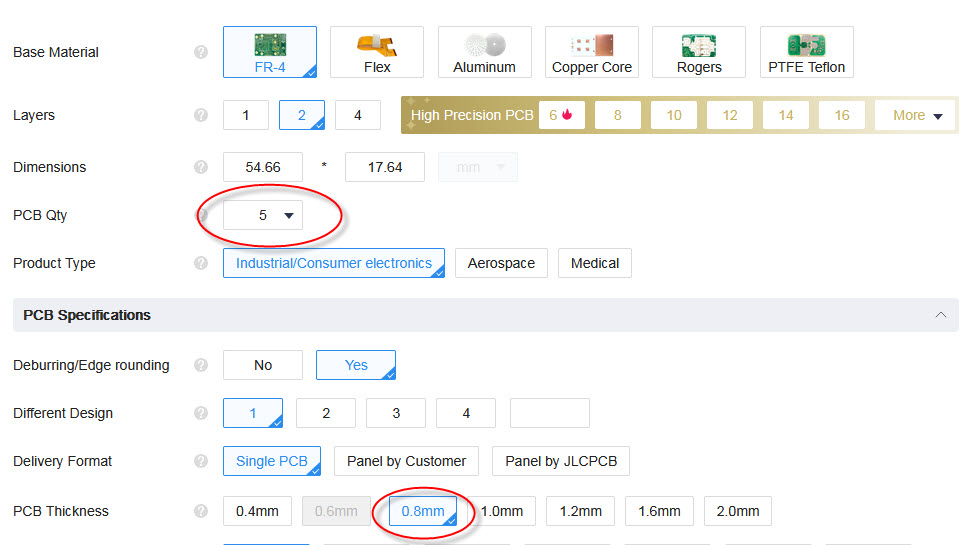 Base Material ? FR-4 Flex Aluminum Copper Core Rogers PTFE Teflon
Layers ? 1 2 4 High Precision PCB 6 8 10 12 14 16 More
Dimensions ? 54.66 * 17.64 mm
PCB Qty ? 5
Product Type ? Industrial/Consumer electronics Aerospace Medical
PCB Specifications
Deburring/Edge rounding ? No Yes
Different Design ? 1 2 3 4
Delivery Format ? Single PCB Panel by Customer Panel by JLCPCB
PCB Thickness ? 0.4mm 0.6mm 0.8mm 1.0mm 1.2mm 1.6mm 2.0mm